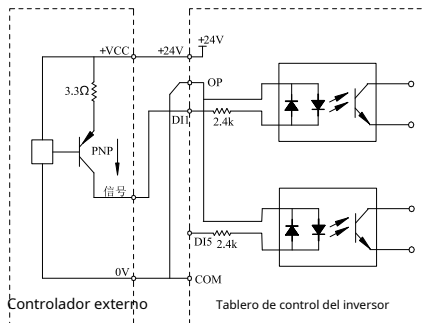 +24V
+VCC
+24V
OP
3.3Ω
DI1
2.4k
PNP
信号
DI5
2.4k
0V
COM
Controlador externo
Tablero de control del inversor